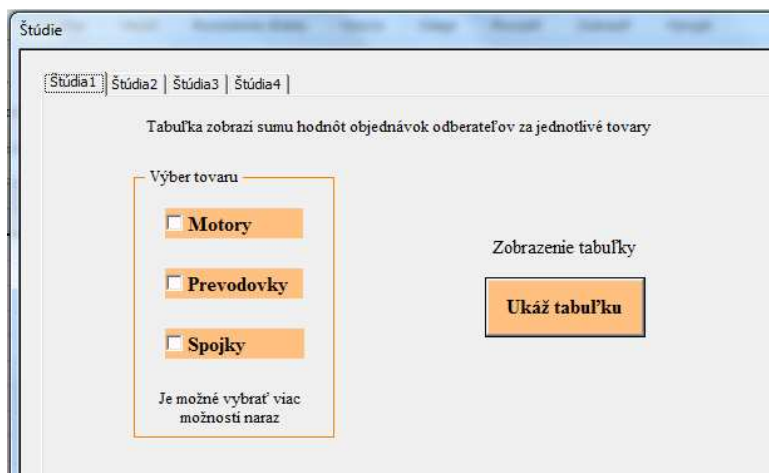 Štúdie
Štúdia1 Štúdia2 Štúdia3 Štúdia4
Tabuľka zobrazí sumu hodnôt objednávok odberateľov za jednotlivé tovary
Výber tovaru
Motory
Prevodovky
Spojky
Je možné vybrať viac
možností naraz
Zobrazenie tabuľky
Ukáž tabuľku